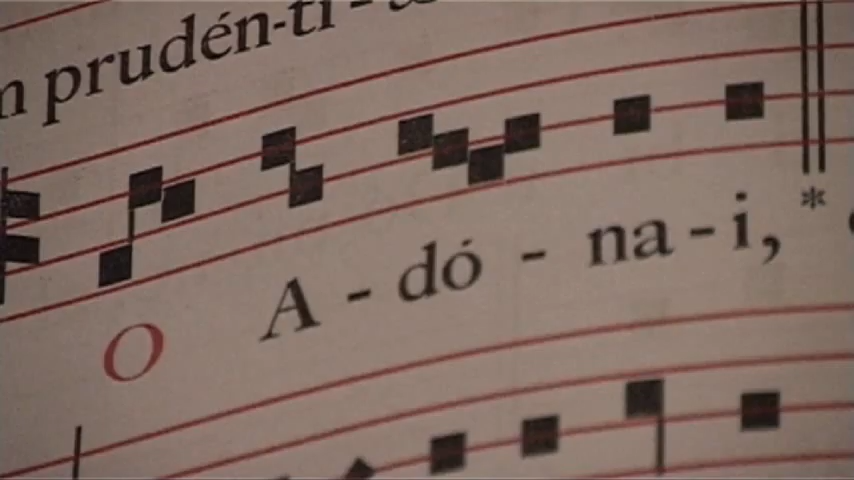 prudén-ti-
O A - dó - na - i, *